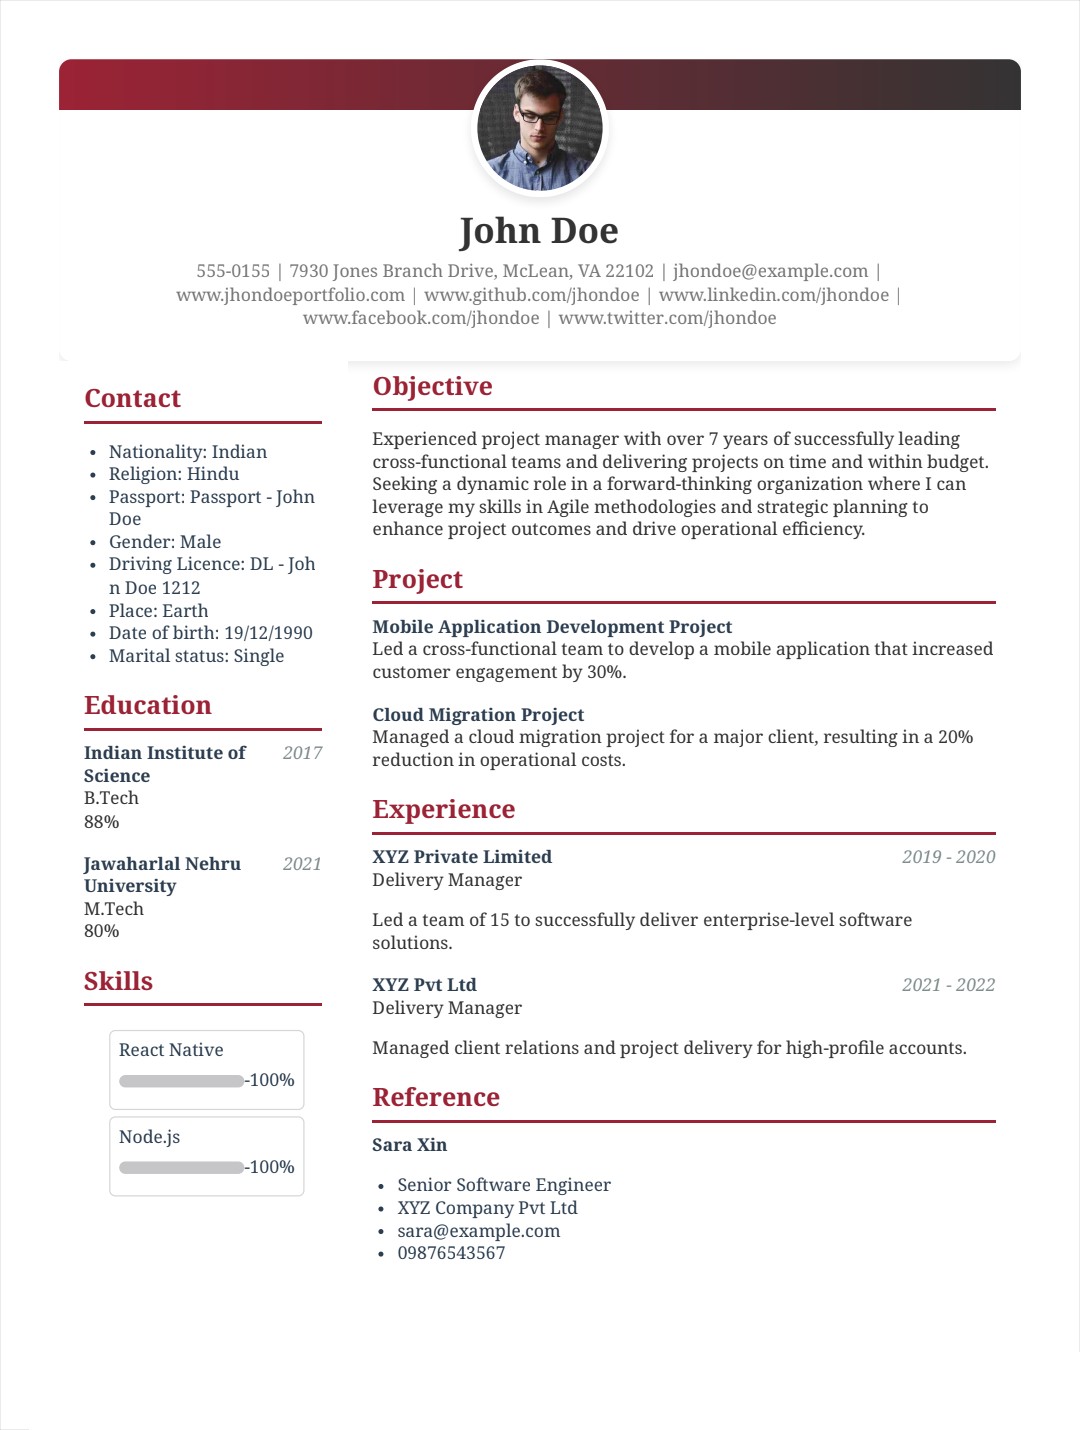 John Doe
555-0155 | 7930 Jones Branch Drive, McLean, VA 22102 | jhondoe@example.com |
www.jhondoeportfolio.com | www.github.com/jhondoe | www.linkedin.com/jhondoe |
www.facebook.com/jhondoe | www.twitter.com/jhondoe
Contact
• Nationality: Indian
• Religion: Hindu
• Passport: Passport - John
Doe
• Gender: Male
• Driving Licence: DL - Joh
n Doe 1212
• Place: Earth
• Date of birth: 19/12/1990
• Marital status: Single
Education
Indian Institute of 2017
Science
B.Tech
88%
Jawaharlal Nehru 2021
University
M.Tech
80%
Skills
React Native
-100%
Node.js
-100%
Objective
Experienced project manager with over 7 years of successfully leading
cross-functional teams and delivering projects on time and within budget.
Seeking a dynamic role in a forward-thinking organization where I can
leverage my skills in Agile methodologies and strategic planning to
enhance project outcomes and drive operational efficiency.
Project
Mobile Application Development Project
Led a cross-functional team to develop a mobile application that increased
customer engagement by 30%.
Cloud Migration Project
Managed a cloud migration project for a major client, resulting in a 20%
reduction in operational costs.
Experience
XYZ Private Limited 2019 - 2020
Delivery Manager
Led a team of 15 to successfully deliver enterprise-level software
solutions.
XYZ Pvt Ltd 2021 - 2022
Delivery Manager
Managed client relations and project delivery for high-profile accounts.
Reference
Sara Xin
• Senior Software Engineer
• XYZ Company Pvt Ltd
• sara@example.com
• 09876543567